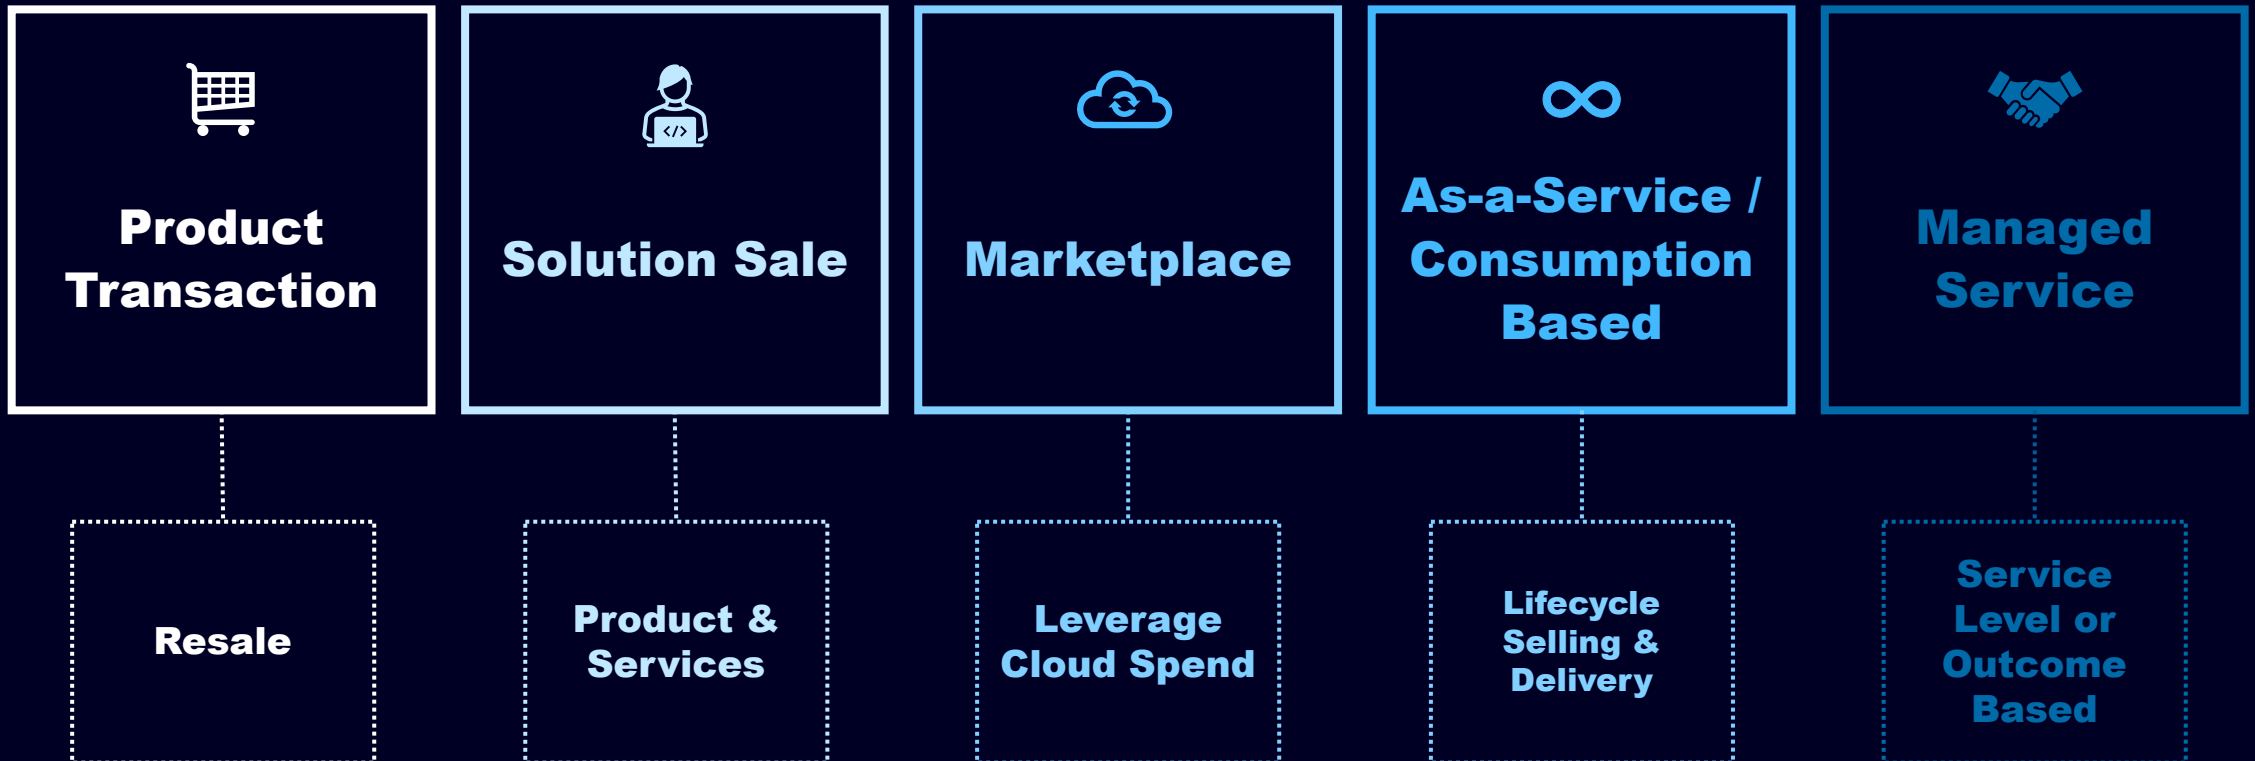 Product
Transaction
Solution Sale
Marketplace
As-a-Service /
Consumption
Based
Managed
Service
Resale
Product &
Services
Leverage
Cloud Spend
Lifecycle
Selling &
Delivery
Service
Level or
Outcome
Based